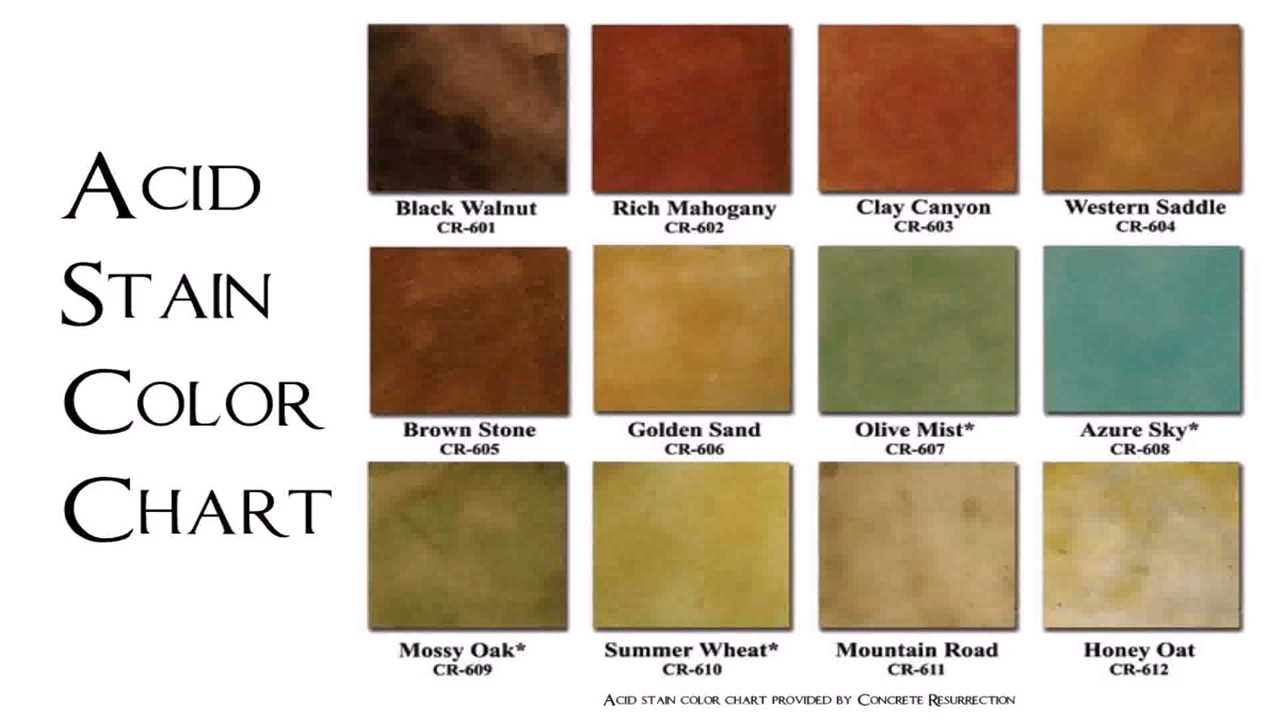 Acid
Stain
Color
Chart
Black Walnut
CR-601
Rich Mahogany
CR-602
Clay Canyon
CR-603
Western Saddle
CR-604
Brown Stone
CR-605
Golden Sand
CR-606
Olive Mist*
CR-607
Azure Sky*
CR-608
Mossy Oak*
CR-609
Summer Wheat*
CR-610
Mountain Road
CR-611
Honey Oat
CR-612
Acid stain color chart provided by Concrete Resurrection